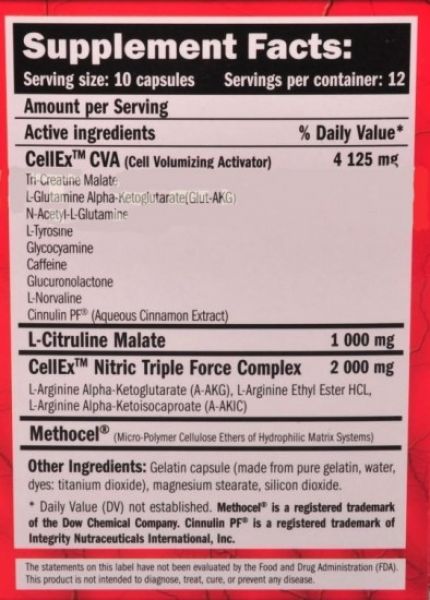 Supplement Facts:
Serving size: 10 capsules Servings per container: 12
Amount per Serving
Active ingredients % Daily Value*
CellEx™ CVA (Cell Volumizing Activator) 4 125 mg
Tri-Creatine Malate
L-Glutamine Alpha-Ketoglutarate(Glut-AKG)
N-Acetyl-L-Glutamine
L-Tyrosine
Glycocyamine
Caffeine
Glucuronolactone
L-Norvaline
Cinnulin PF® (Aqueous Cinnamon Extract)
L-Citruline Malate 1 000 mg
CellEx™ Nitric Triple Force Complex 2 000 mg
L-Arginine Alpha-Ketoglutarate (A-AKG), L-Arginine Ethyl Ester HCL,
L-Arginine Alpha-Ketoisocaproate (A-AKIC)
Methocel® (Micro-Polymer Cellulose Ethers of Hydrophilic Matrix Systems)
Other Ingredients: Gelatin capsule (made from pure gelatin, water,
dyes: titanium dioxide), magnesium stearate, silicon dioxide.
* Daily Value (DV) not established. Methocel® is a registered trademark
of the Dow Chemical Company. Cinnulin PF® is a registered trademark of
Integrity Nutraceuticals International, Inc.
The statements on this label have not been evaluated by the Food and Drug Administration (FDA).
This product is not intended to diagnose, treat, cure, or prevent any disease.